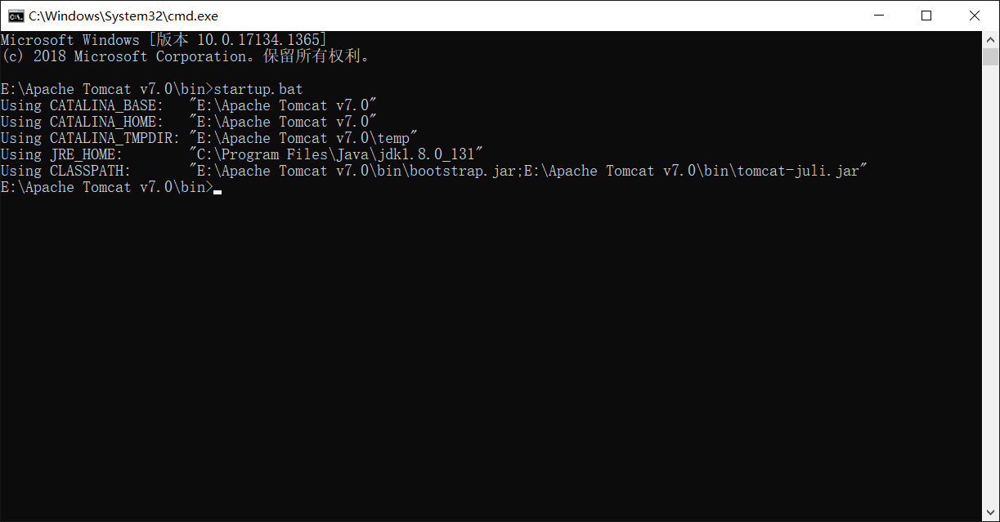 C:\Windows\System32\cmd.exe
Microsoft Windows [版本 10.0.17134.1365]
(c) 2018 Microsoft Corporation。保留所有权利。
E:\Apache Tomcat v7.0\bin>startup.bat
Using CATALINA_BASE:   "E:\Apache Tomcat v7.0"
Using CATALINA_HOME:   "E:\Apache Tomcat v7.0"
Using CATALINA_TMPDIR: "E:\Apache Tomcat v7.0\temp"
Using JRE_HOME:        "C:\Program Files\Java\jdk1.8.0_131"
Using CLASSPATH:       "E:\Apache Tomcat v7.0\bin\bootstrap.jar;E:\Apache Tomcat v7.0\bin\tomcat-juli.jar"
E:\Apache Tomcat v7.0\bin>